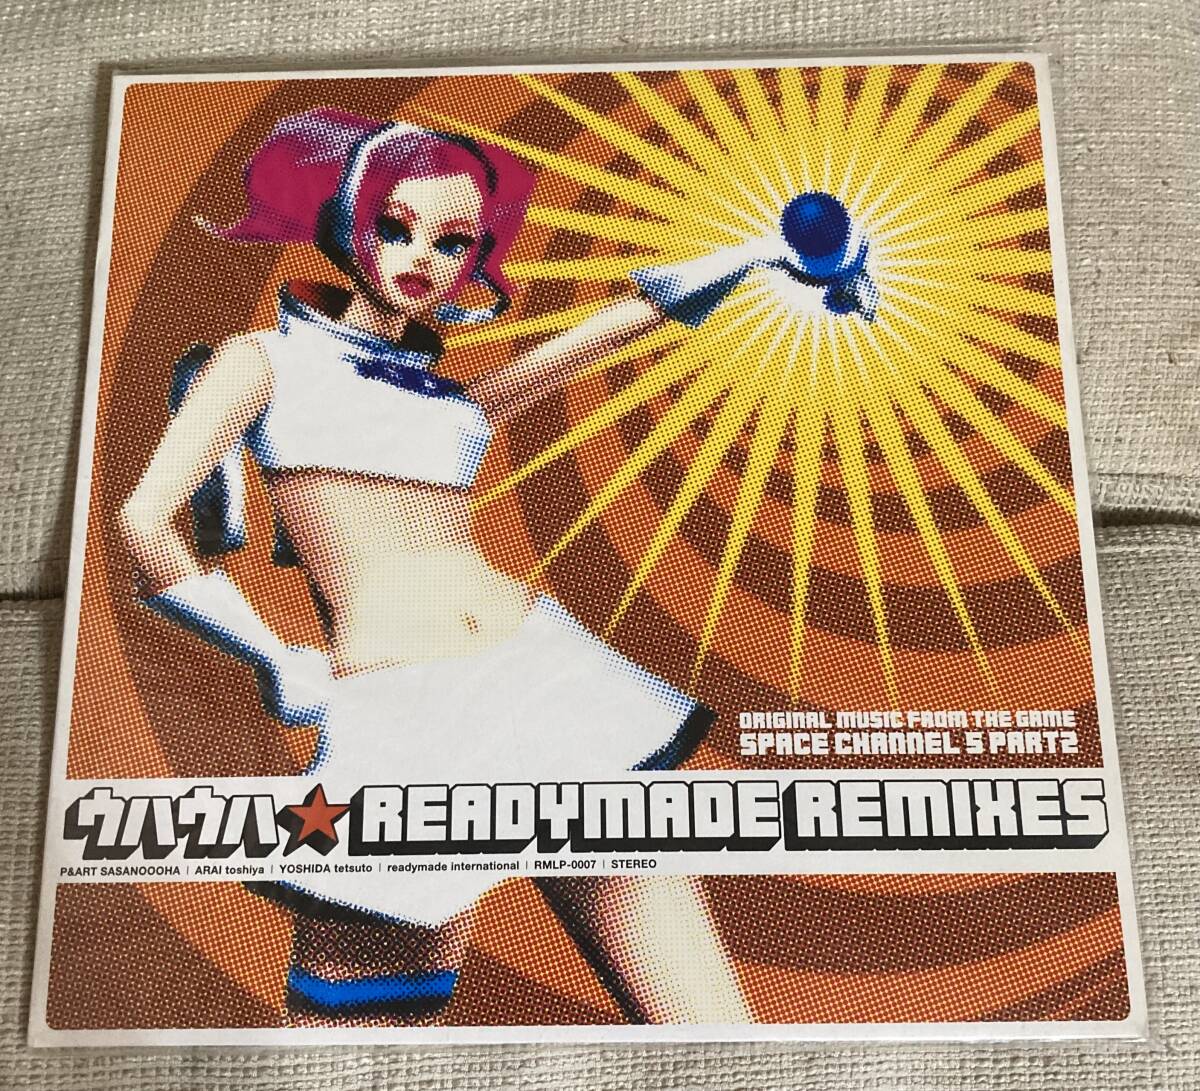 ORIGINAL MUSIC FROM THE GAME
SPACE CHANNEL 5 PART2
ウハウハ★READYMADE REMIXES
P&ART SASANOOOHA | ARAI toshiya | YOSHIDA tetsuto | readymade international | RMLP-0007 | STEREO